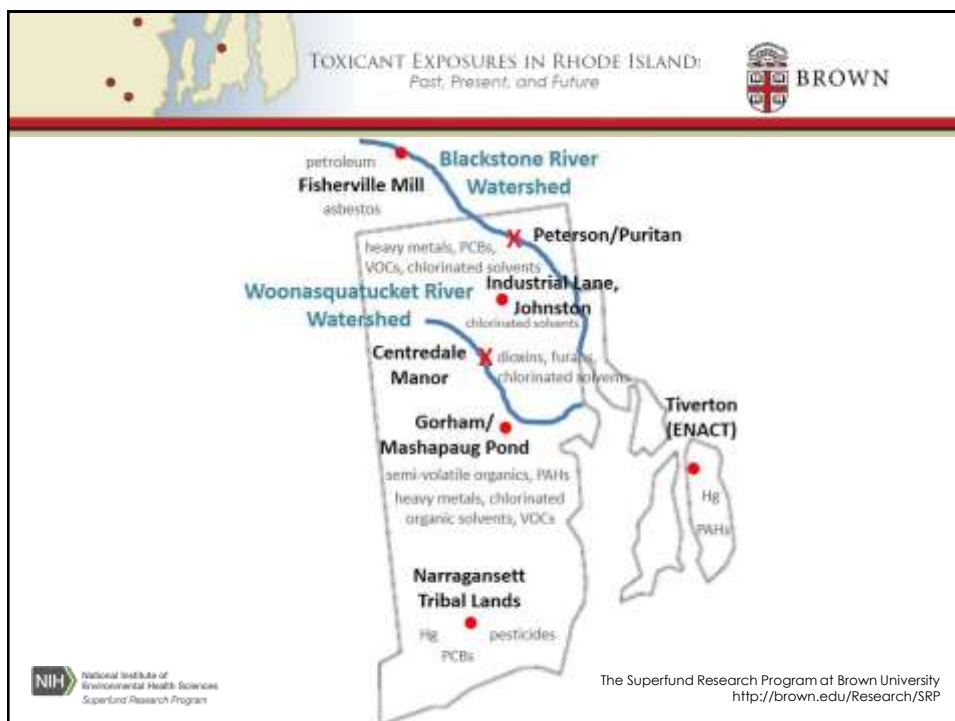 TOXICANT EXPOSURES IN RHODE ISLAND:
Past, Present, and Future
BROWN
petroleum
Fisherville Mill
asbestos
Blackstone River
Watershed
Peterson/Puritan
heavy metals, PCBs,
VOCs, chlorinated solvents
Industrial Lane,
Johnston
chlorinated solvents
Woonasquatucket River
Watershed
Centredale
Manor
dioxins, furans,
chlorinated solvents
Gorham/
Mashapaug Pond
semi-volatile organics, PAHs
heavy metals, chlorinated
organic solvents, VOCs
Tiverton
(ENACT)
Hg
PAHs
Narragansett
Tribal Lands
Hg
pesticides
PCBs
NIH
National Institute of
Environmental Health Sciences
Superfund Research Program
The Superfund Research Program at Brown University
http://brown.edu/Research/SRP